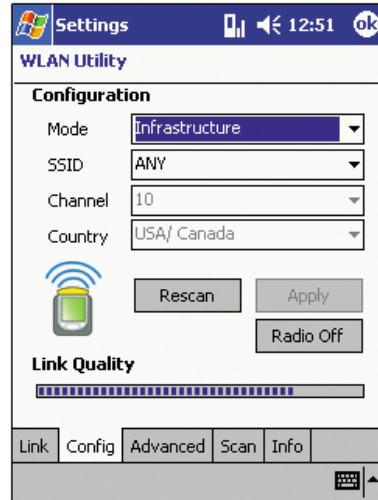 Settings 12:51 ok
WLAN Utility
Configuration
Mode Infrastructure
SSID ANY
Channel 10
Country USA/ Canada
Rescan Apply
Radio Off
Link Quality
Link Config Advanced Scan Info